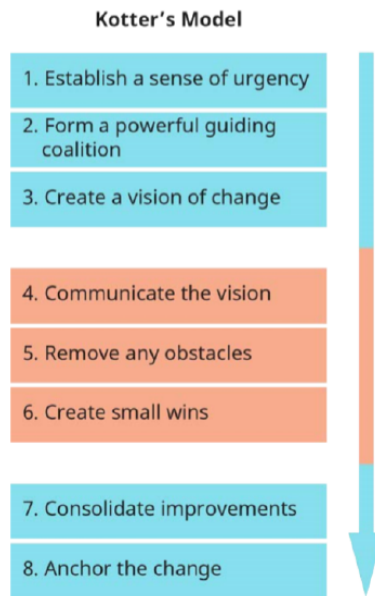 Kotter's Model
1. Establish a sense of urgency
2. Form a powerful guiding
coalition
3. Create a vision of change
4. Communicate the vision
5. Remove any obstacles
6. Create small wins
7. Consolidate improvements
8. Anchor the change